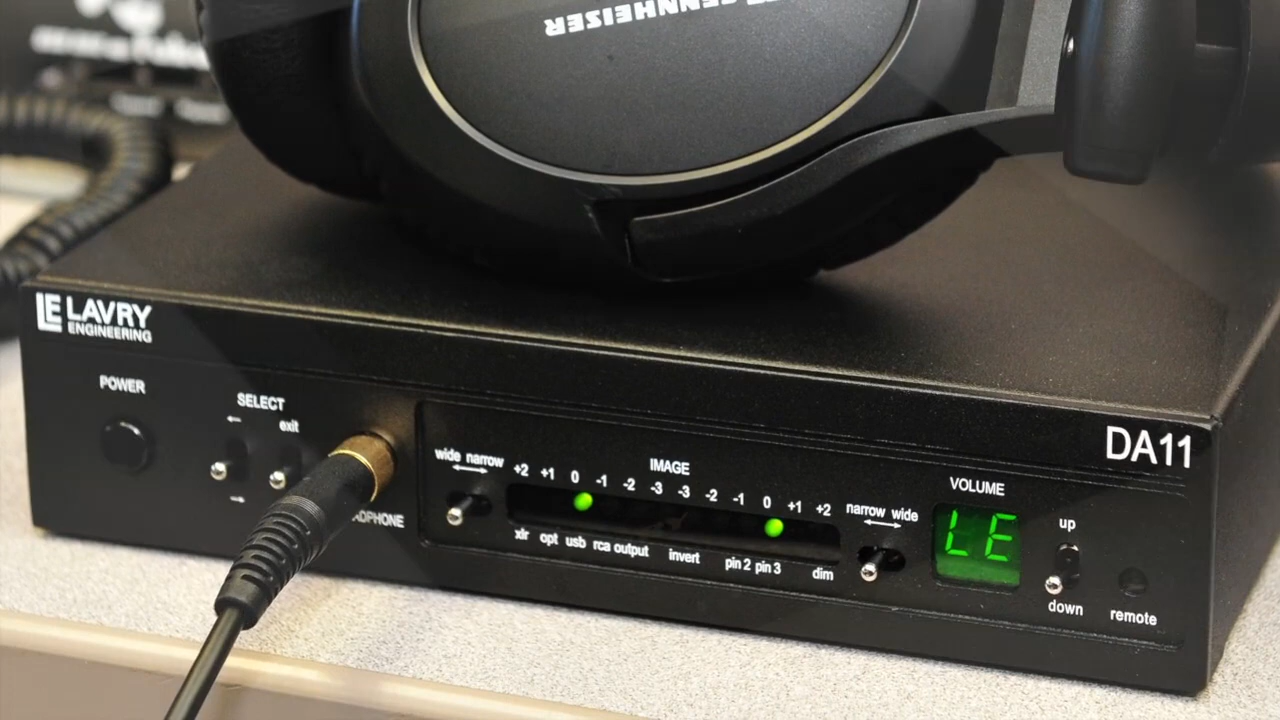 SENNHEISER
LE LAVRY
ENGINEERING
DA11
POWER
SELECT
exit
wide narrow
IMAGE
+2 +1 0 -1 -2 -3 -3 -2 -1 0 +1 +2
narrow wide
xlr opt usb rca output invert pin 2 pin 3 dim
VOLUME
LE
up
down
remote